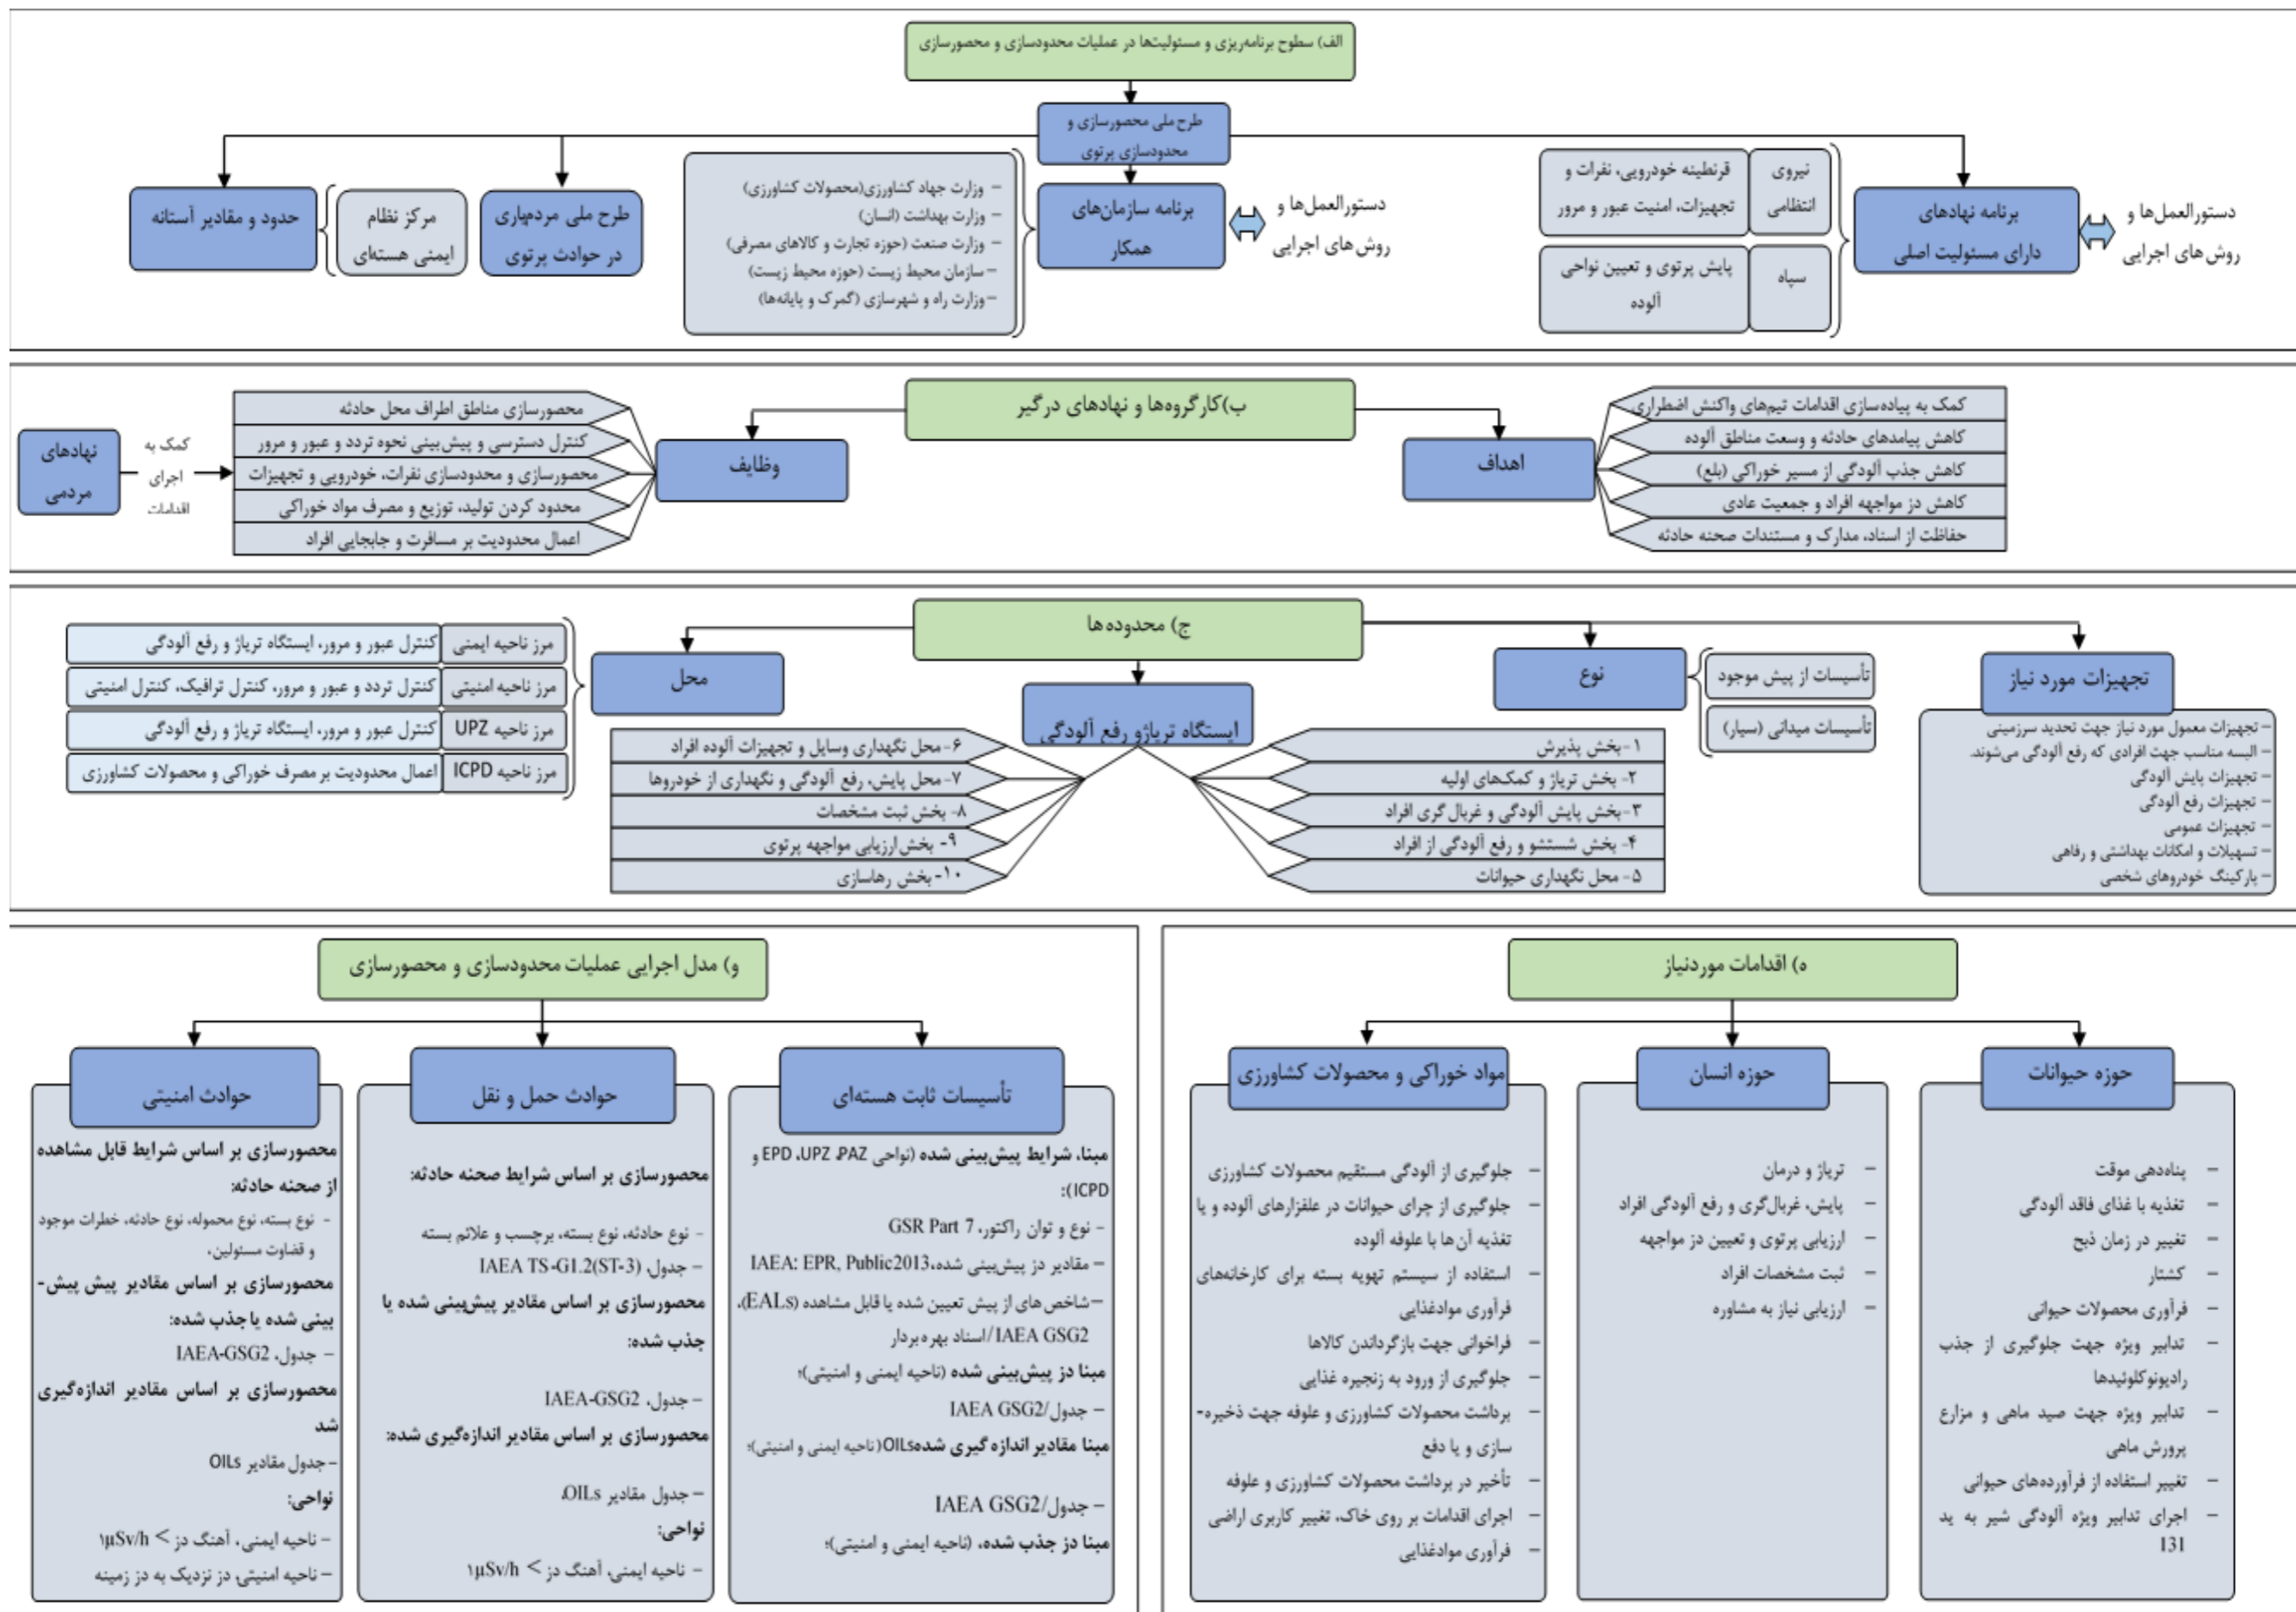 الف) سطوح برنامه‌ریزی و مسئولیت‌ها در عملیات محدودسازی و محصورسازی
طرح ملی محصورسازی و
محدودسازی پرتوی
دستورالعمل‌ها و
روش‌های اجرایی
برنامه نهادهای
دارای مسئولیت اصلی
نیروی
انتظامی
قرنطینه خودرویی، نفرات و
تجهیزات، امنیت عبور و مرور
سپاه
پایش پرتوی و تعیین نواحی
آلوده
دستورالعمل‌ها و
روش‌های اجرایی
برنامه سازمان‌های
همکار
– وزارت جهاد کشاورزی(محصولات کشاورزی)
– وزارت بهداشت (انسان)
– وزارت صنعت (حوزه تجارت و کالاهای مصرفی)
– سازمان محیط زیست (حوزه محیط زیست)
– وزارت راه و شهرسازی (گمرک و پایانه‌ها)
طرح ملی مردمیاری
در حوادث پرتوی
مرکز نظام
ایمنی هسته‌ای
حدود و مقادیر آستانه
ب)کارگروه‌ها و نهادهای درگیر
اهداف
کمک به پیاده‌سازی اقدامات تیم‌های واکنش اضطراری
کاهش پیامدهای حادثه و وسعت مناطق آلوده
کاهش جذب آلودگی از مسیر خوراکی (بلع)
کاهش دز مواجهه افراد و جمعیت عادی
حفاظت از اسناد، مدارک و مستندات صحنه حادثه
وظایف
محصورسازی مناطق اطراف محل حادثه
کنترل دسترسی و پیش‌بینی نحوه تردد و عبور و مرور
محصورسازی و محدودسازی نفرات، خودرویی و تجهیزات
محدود کردن تولید، توزیع و مصرف مواد خوراکی
اعمال محدودیت بر مسافرت و جابجایی افراد
کمک به
اجرای
اقدامات
نهادهای
مردمی
ج) محدوده‌ها
تجهیزات مورد نیاز
– تجهیزات معمول مورد نیاز جهت تحدید سرزمینی
– البسه مناسب جهت افرادی که رفع آلودگی می‌شوند.
– تجهیزات پایش آلودگی
– تجهیزات رفع آلودگی
– تجهیزات عمومی
– تسهیلات و امکانات بهداشتی و رفاهی
– پارکینگ خودروهای شخصی
نوع
تأسیسات از پیش موجود
تأسیسات میدانی (سیار)
ایستگاه تریاژو رفع آلودگی
۱- بخش پذیرش
۲- بخش تریاژ و کمک‌های اولیه
۳-بخش پایش آلودگی و غربال‌گری افراد
۴- بخش شستشو و رفع آلودگی از افراد
۵- محل نگهداری حیوانات
۶-محل نگهداری وسایل و تجهیزات آلوده افراد
۷- محل پایش، رفع آلودگی و نگهداری از خودروها
۸- بخش ثبت مشخصات
۹- بخش ارزیابی مواجهه پرتوی
۱۰-بخش رهاسازی
محل
مرز ناحیه ایمنی
کنترل عبور و مرور، ایستگاه تریاژ و رفع آلودگی
مرز ناحیه امنیتی
کنترل تردد و عبور و مرور، کنترل ترافیک، کنترل امنیتی
مرز ناحیه UPZ
کنترل عبور و مرور، ایستگاه تریاژ و رفع آلودگی
مرز ناحیه ICPD
اعمال محدودیت بر مصرف خوراکی و محصولات کشاورزی
ه) اقدامات موردنیاز
حوزه حیوانات
– پناه‌دهی موقت
– تغذیه با غذای فاقد آلودگی
– تغییر در زمان ذبح
– کشتار
– فرآوری محصولات حیوانی
– تدابیر ویژه جهت جلوگیری از جذب
رادیونوکلوئیدها
– تدابیر ویژه جهت صید ماهی و مزارع
پرورش ماهی
– تغییر استفاده از فرآورده‌های حیوانی
– اجرای تدابیر ویژه آلودگی شیر به ید
131
حوزه انسان
– تریاژ و درمان
– پایش، غربال‌گری و رفع آلودگی افراد
– ارزیابی پرتوی و تعیین دز مواجهه
– ثبت مشخصات افراد
– ارزیابی نیاز به مشاوره
مواد خوراکی و محصولات کشاورزی
– جلوگیری از آلودگی مستقیم محصولات کشاورزی
– جلوگیری از چرای حیوانات در علفزارهای آلوده و یا
تغذیه آن‌ها با علوفه آلوده
– استفاده از سیستم تهویه بسته برای کارخانه‌های
فرآوری موادغذایی
– فراخوانی جهت بازگرداندن کالاها
– جلوگیری از ورود به زنجیره غذایی
– برداشت محصولات کشاورزی و علوفه جهت ذخیره-
سازی و یا دفع
– تأخیر در برداشت محصولات کشاورزی و علوفه
– اجرای اقدامات بر روی خاک، تغییر کاربری اراضی
– فرآوری موادغذایی
و) مدل اجرایی عملیات محدودسازی و محصورسازی
تأسیسات ثابت هسته‌ای
مبنا، شرایط پیش‌بینی شده (نواحی PAZ، UPZ، EPD و
ICPD):
- نوع و توان راکتور، GSR Part 7
– مقادیر دز پیش‌بینی شده،IAEA: EPR, Public2013
–شاخص‌های از پیش تعیین شده یا قابل مشاهده (EALs)،
IAEA GSG2/اسناد بهره‌بردار
مبنا دز پیش‌بینی شده (ناحیه ایمنی و امنیتی)؛
– جدول/IAEA GSG2
مبنا مقادیر اندازه گیری شدهOILs(ناحیه ایمنی و امنیتی)؛
– جدول/IAEA GSG2
مبنا دز جذب شده، (ناحیه ایمنی و امنیتی)؛
حوادث حمل و نقل
محصورسازی بر اساس شرایط صحنه حادثه:
- نوع حادثه، نوع بسته، برچسب و علائم بسته
– جدول، IAEA TS-G1.2(ST-3)
محصورسازی بر اساس مقادیر پیش‌بینی شده یا
جذب شده:
– جدول، IAEA-GSG2
محصورسازی بر اساس مقادیر اندازه‌گیری شده:
– جدول مقادیر OILs،
نواحی:
– ناحیه ایمنی، آهنگ دز > ۱µSv/h
حوادث امنیتی
محصورسازی بر اساس شرایط قابل مشاهده
از صحنه حادثه:
- نوع بسته، نوع محموله، نوع حادثه، خطرات موجود
و قضاوت مسئولین،
محصورسازی بر اساس مقادیر پیش پیش-
بینی شده یا جذب شده:
– جدول، IAEA-GSG2
محصورسازی بر اساس مقادیر اندازه‌گیری
شد
–جدول مقادیر OILs
نواحی:
– ناحیه ایمنی، آهنگ دز > ۱µSv/h
– ناحیه امنیتی، دز نزدیک به دز زمینه